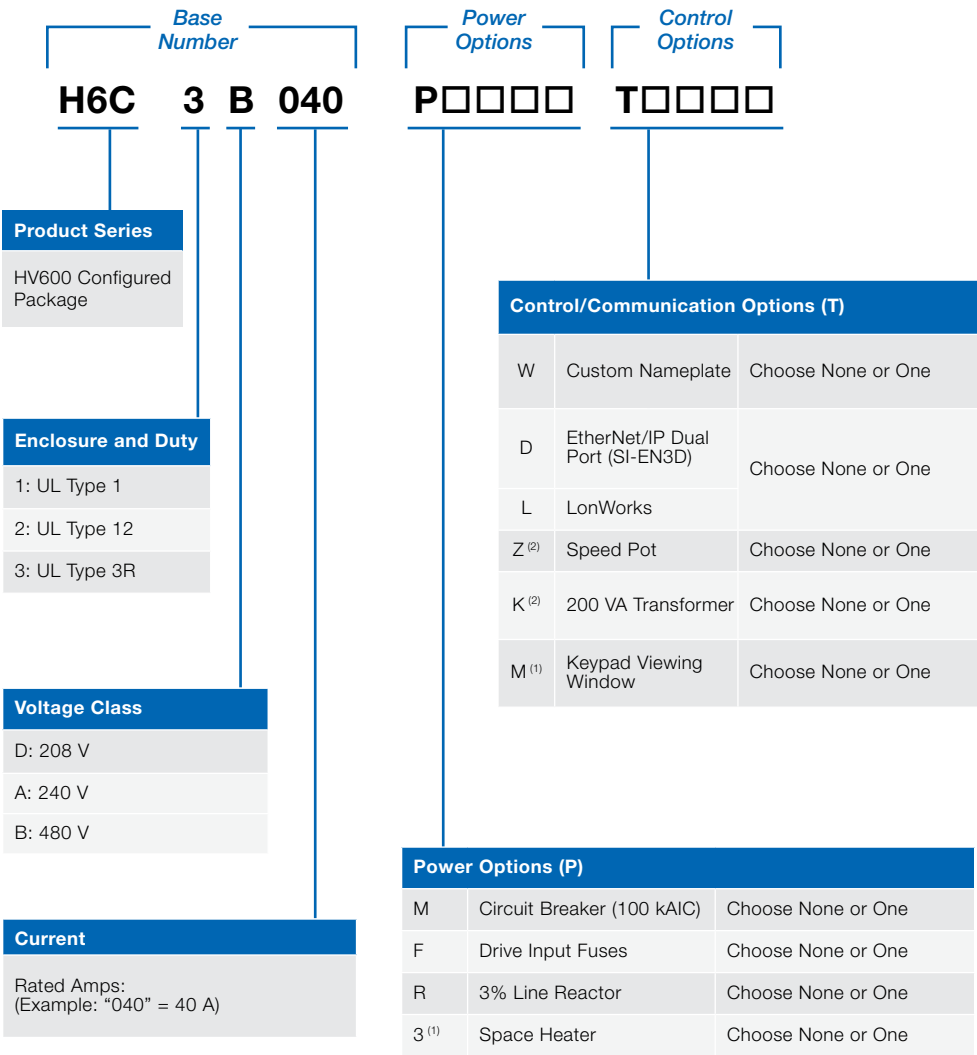 Base
Number
Power
Options
Control
Options
H6C 3 B 040 P□□□□ T□□□□
Product Series
HV600 Configured
Package
Enclosure and Duty
1: UL Type 1
2: UL Type 12
3: UL Type 3R
Voltage Class
D: 208 V
A: 240 V
B: 480 V
Current
Rated Amps:
(Example: “040” = 40 A)
Control/Communication Options (T)
W Custom Nameplate Choose None or One
D EtherNet/IP Dual
Port (SI-EN3D)
Choose None or One
L LonWorks
Z (2) Speed Pot Choose None or One
K (2) 200 VA Transformer Choose None or One
M (1) Keypad Viewing
Window Choose None or One
Power Options (P)
M Circuit Breaker (100 kAIC) Choose None or One
F Drive Input Fuses Choose None or One
R 3% Line Reactor Choose None or One
3 (1) Space Heater Choose None or One